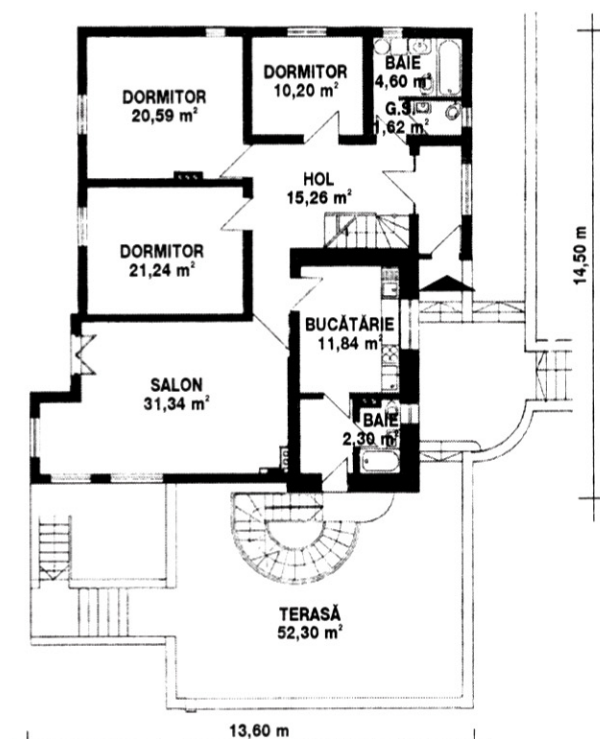 DORMITOR
20,59 m²
DORMITOR
10,20 m²
BAIE
4,60 m²
G.S.
1,62 m²
HOL
15,26 m²
DORMITOR
21,24 m²
BUCĂTĂRIE
11,84 m²
SALON
31,34 m²
BAIE
2,30 m²
TERASĂ
52,30 m²
14,50 m
13,60 m